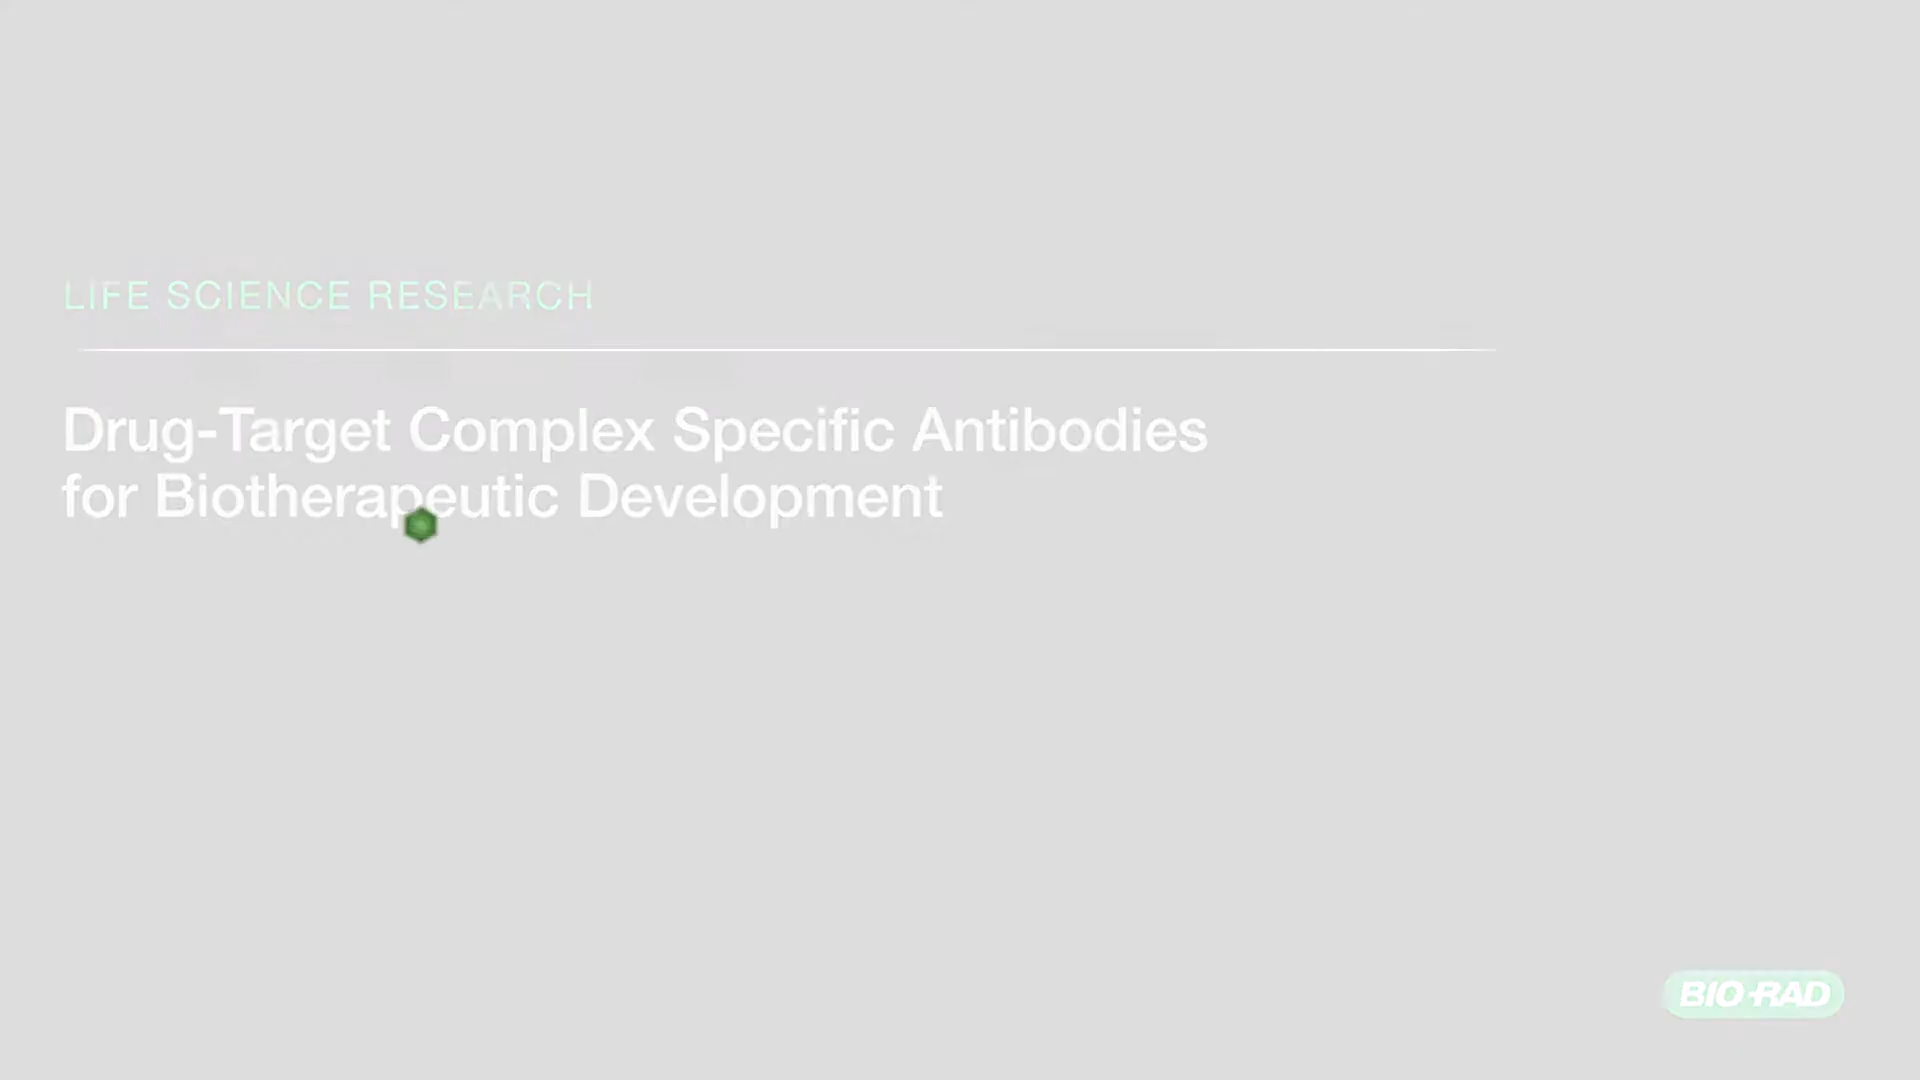 LIFE SCIENCE RESEARCH
Drug-Target Complex Specific Antibodies
for Biotherapeutic Development
BIO-RAD